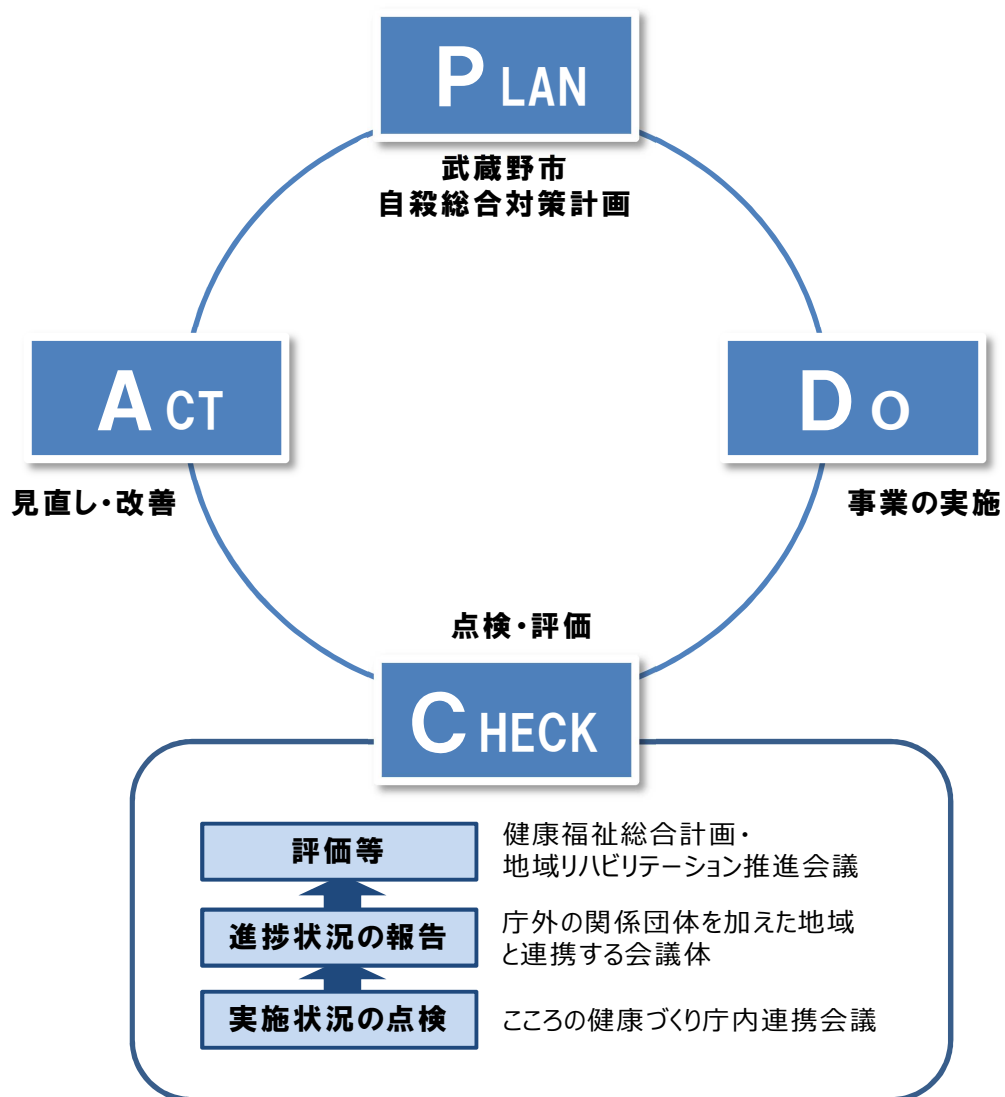 PLAN
武蔵野市
自殺総合対策計画
ACT
見直し・改善
DO
事業の実施
点検・評価
CHECK
評価等
健康福祉総合計画・
地域リハビリテーション推進会議
進捗状況の報告
庁外の関係団体を加えた地域
と連携する会議体
実施状況の点検
こころの健康づくり庁内連携会議